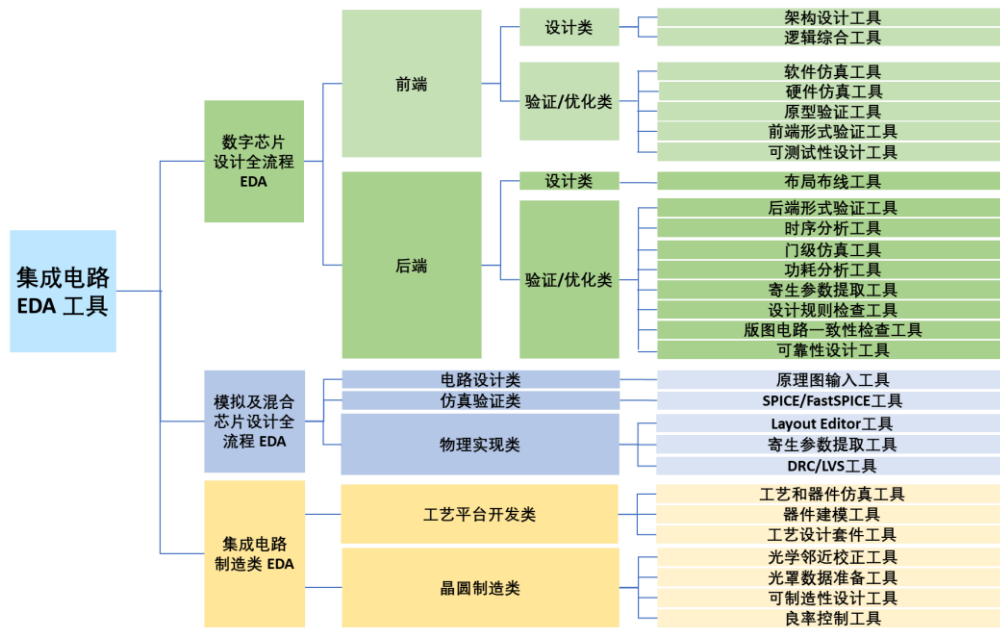 集成电路
EDA 工具
数字芯片
设计全流程
EDA
前端
设计类
架构设计工具
逻辑综合工具
验证/优化类
软件仿真工具
硬件仿真工具
原型验证工具
前端形式验证工具
可测试性设计工具
后端
设计类
布局布线工具
验证/优化类
后端形式验证工具
时序分析工具
门级仿真工具
功耗分析工具
寄生参数提取工具
设计规则检查工具
版图电路一致性检查工具
可靠性设计工具
模拟及混合
芯片设计全
流程 EDA
电路设计类
原理图输入工具
仿真验证类
SPICE/FastSPICE工具
物理实现类
Layout Editor工具
寄生参数提取工具
DRC/LVS工具
集成电路
制造类 EDA
工艺平台开发类
工艺和器件仿真工具
器件建模工具
工艺设计套件工具
晶圆制造类
光学邻近校正工具
光罩数据准备工具
可制造性设计工具
良率控制工具